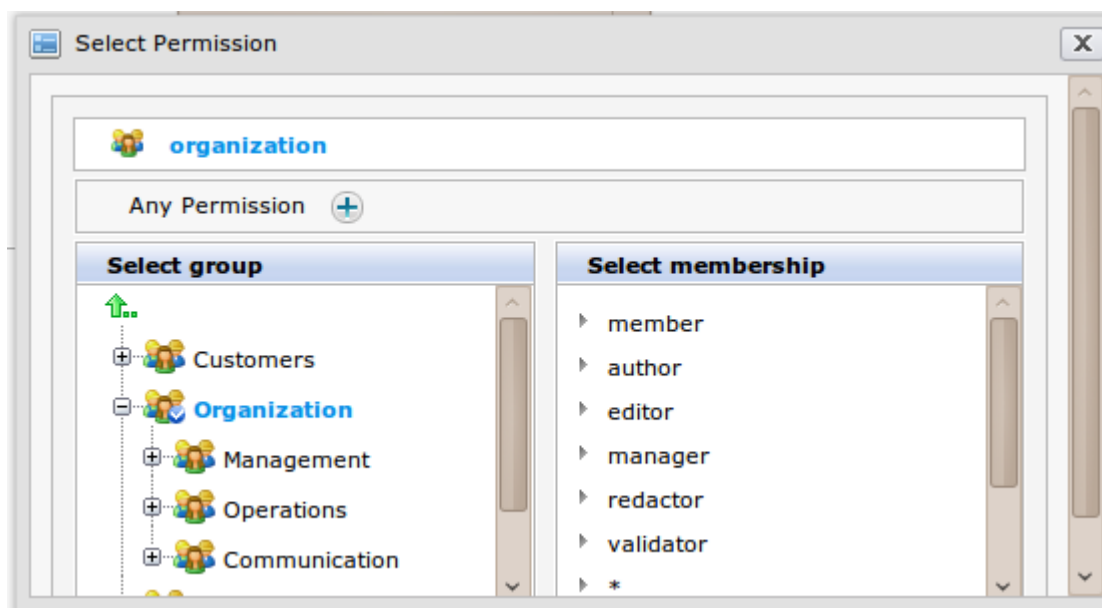 Select Permission
organization
Any Permission
Select group
..
Customers
Organization
Management
Operations
Communication
Select membership
member
author
editor
manager
redactor
validator
*